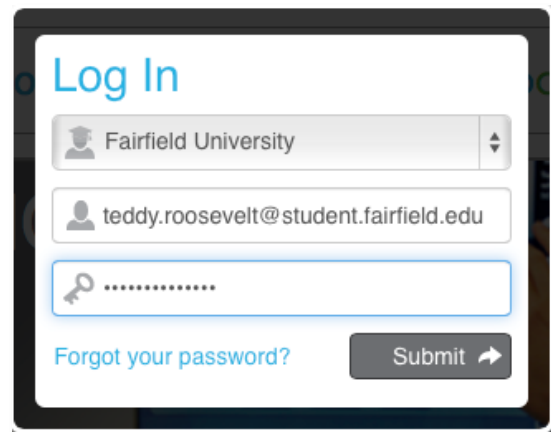 Log In
Fairfield University
teddy.roosevelt@student.fairfield.edu
••••••••••••••
Forgot your password?
Submit